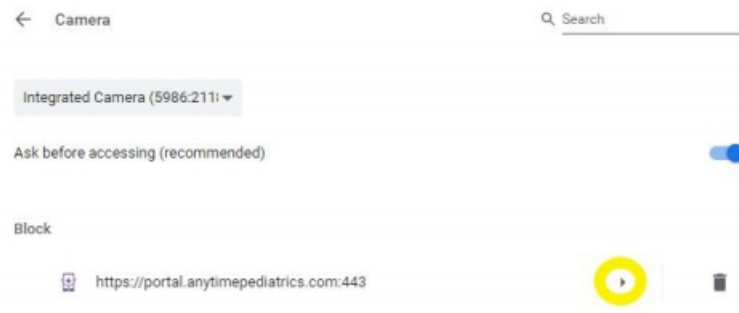 Camera
Search
Integrated Camera (5986:211
Ask before accessing (recommended)
Block
https://portal.anytimepediatrics.com:443